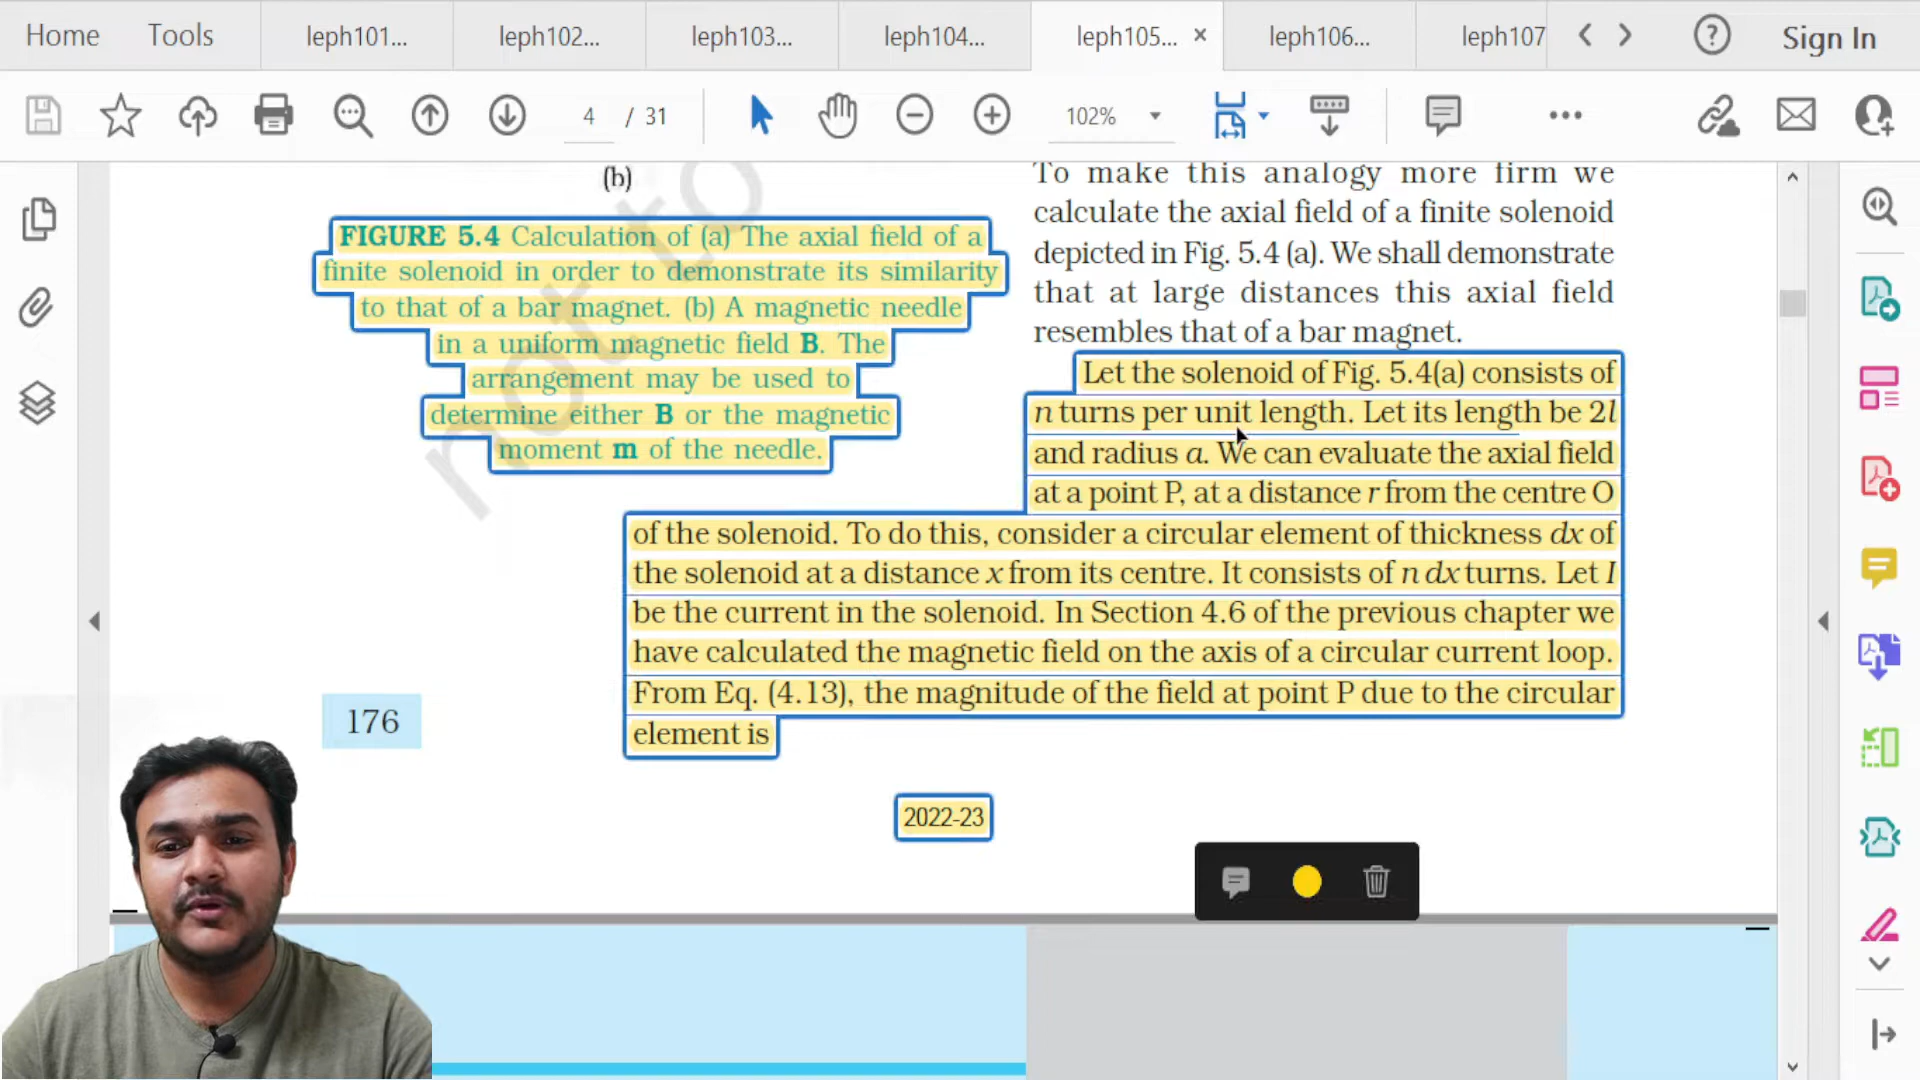 Home Tools leph101... leph102... leph103... leph104... leph105... × leph106... leph107 Sign In
4 / 31 102%
(b)
FIGURE 5.4 Calculation of (a) The axial field of a
finite solenoid in order to demonstrate its similarity
to that of a bar magnet. (b) A magnetic needle
in a uniform magnetic field B. The
arrangement may be used to
determine either B or the magnetic
moment m of the needle.
not to
To make this analogy more firm we
calculate the axial field of a finite solenoid
depicted in Fig. 5.4 (a). We shall demonstrate
that at large distances this axial field
resembles that of a bar magnet.
Let the solenoid of Fig. 5.4(a) consists of
n turns per unit length. Let its length be 2l
and radius a. We can evaluate the axial field
at a point P, at a distance r from the centre O
of the solenoid. To do this, consider a circular element of thickness dx of
the solenoid at a distance x from its centre. It consists of n dx turns. Let I
be the current in the solenoid. In Section 4.6 of the previous chapter we
have calculated the magnetic field on the axis of a circular current loop.
From Eq. (4.13), the magnitude of the field at point P due to the circular
element is
176
2022-23